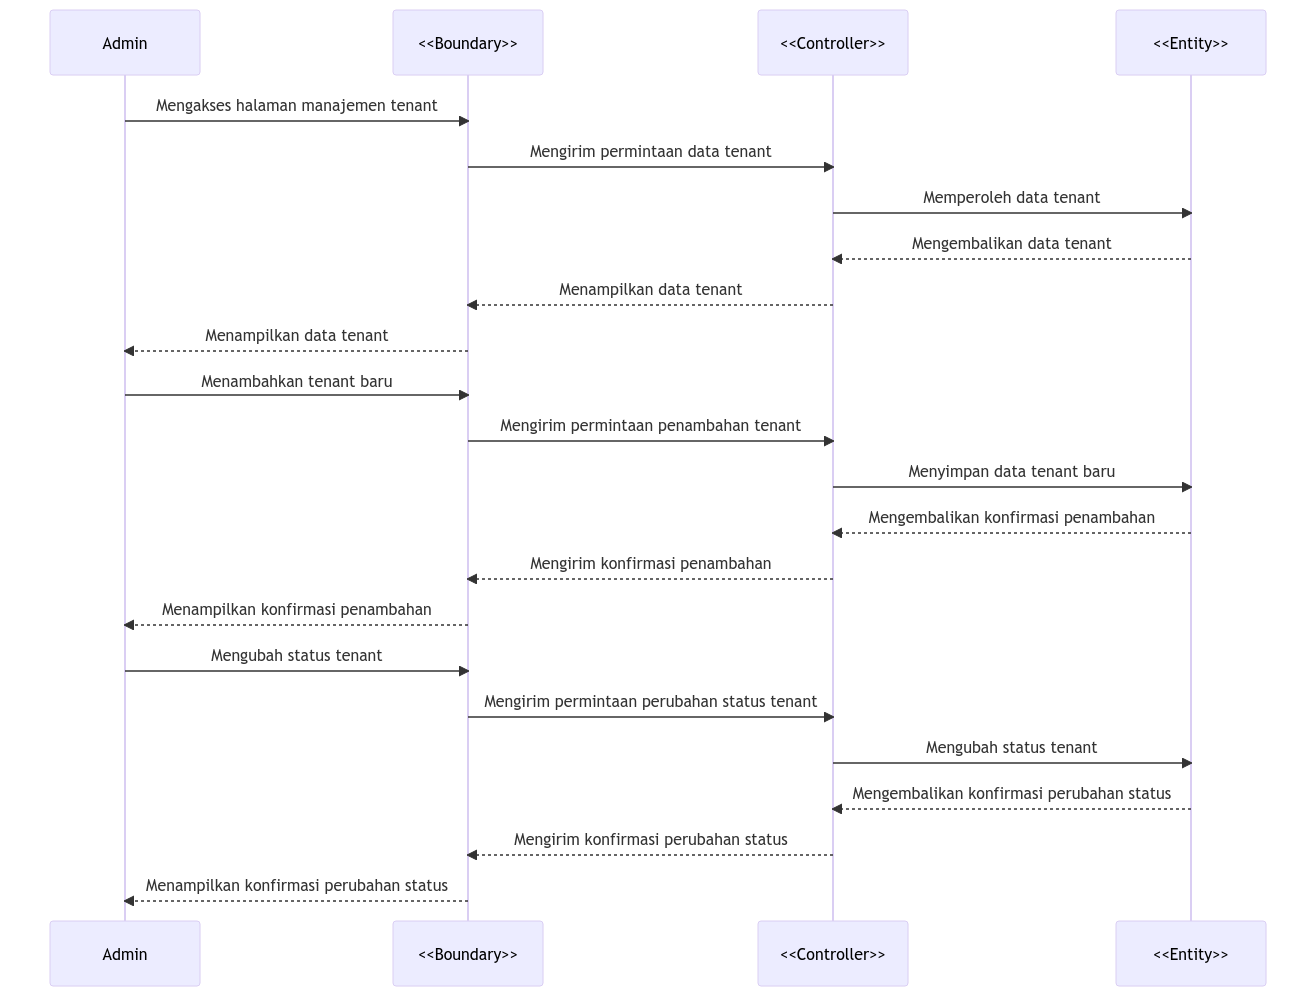 Admin
<<Boundary>>
<<Controller>>
<<Entity>>
Mengakses halaman manajemen tenant
Mengirim permintaan data tenant
Memperoleh data tenant
Mengembalikan data tenant
Menampilkan data tenant
Menampilkan data tenant
Menambahkan tenant baru
Mengirim permintaan penambahan tenant
Menyimpan data tenant baru
Mengembalikan konfirmasi penambahan
Mengirim konfirmasi penambahan
Menampilkan konfirmasi penambahan
Mengubah status tenant
Mengirim permintaan perubahan status tenant
Mengubah status tenant
Mengembalikan konfirmasi perubahan status
Mengirim konfirmasi perubahan status
Menampilkan konfirmasi perubahan status
Admin
<<Boundary>>
<<Controller>>
<<Entity>>